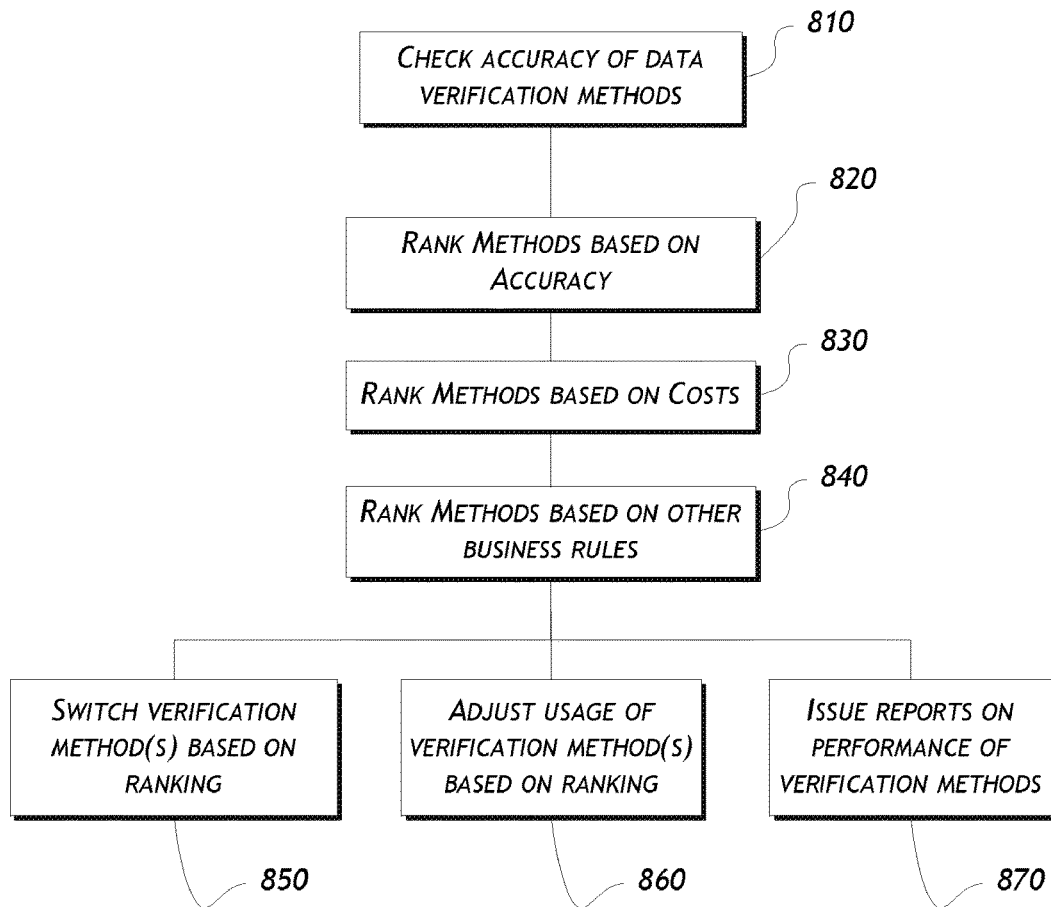 810
CHECK ACCURACY OF DATA
VERIFICATION METHODS
820
RANK METHODS BASED ON
ACCURACY
830
RANK METHODS BASED ON COSTS
840
RANK METHODS BASED ON OTHER
BUSINESS RULES
SWITCH VERIFICATION
METHOD(S) BASED ON
RANKING
ADJUST USAGE OF
VERIFICATION METHOD(S)
BASED ON RANKING
ISSUE REPORTS ON
PERFORMANCE OF
VERIFICATION METHODS
850
860
870